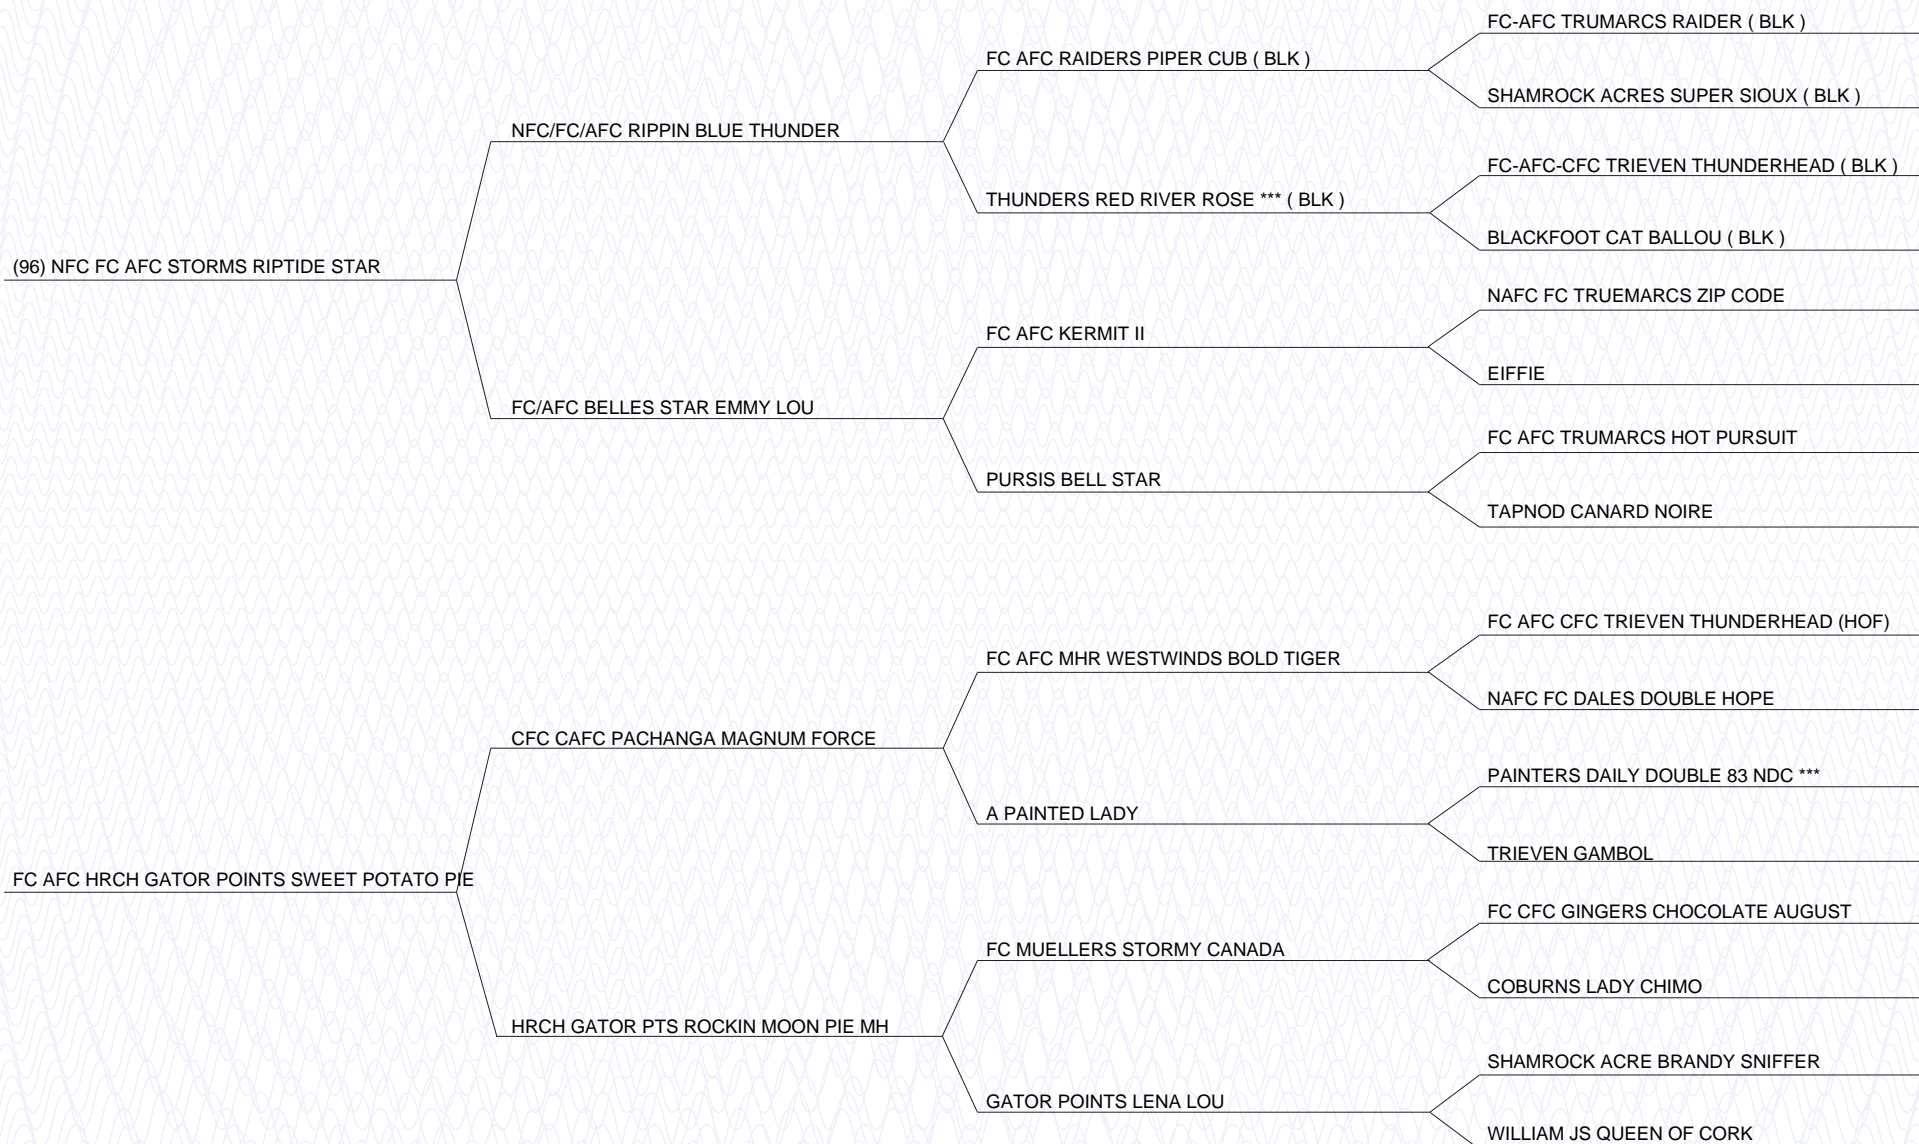 FC-AFC TRUMARCS RAIDER ( BLK )
FC AFC RAIDERS PIPER CUB ( BLK )
SHAMROCK ACRES SUPER SIOUX ( BLK )
NFC/FC/AFC RIPPIN BLUE THUNDER
FC-AFC-CFC TRIEVEN THUNDERHEAD ( BLK )
THUNDERS RED RIVER ROSE *** ( BLK )
BLACKFOOT CAT BALLOU ( BLK )
(96) NFC FC AFC STORMS RIPTIDE STAR
NAFC FC TRUEMARCS ZIP CODE
FC AFC KERMIT II
EIFFIE
FC/AFC BELLES STAR EMMY LOU
FC AFC TRUMARCS HOT PURSUIT
PURSIS BELL STAR
TAPNOD CANARD NOIRE
FC AFC CFC TRIEVEN THUNDERHEAD (HOF)
FC AFC MHR WESTWINDS BOLD TIGER
NAFC FC DALES DOUBLE HOPE
CFC CAFC PACHANGA MAGNUM FORCE
PAINTERS DAILY DOUBLE 83 NDC ***
A PAINTED LADY
TRIEVEN GAMBOL
FC AFC HRCH GATOR POINTS SWEET POTATO PIE
FC CFC GINGERS CHOCOLATE AUGUST
FC MUELLERS STORMY CANADA
COBURNS LADY CHIMO
HRCH GATOR PTS ROCKIN MOON PIE MH
SHAMROCK ACRE BRANDY SNIFFER
GATOR POINTS LENA LOU
WILLIAM JS QUEEN OF CORK